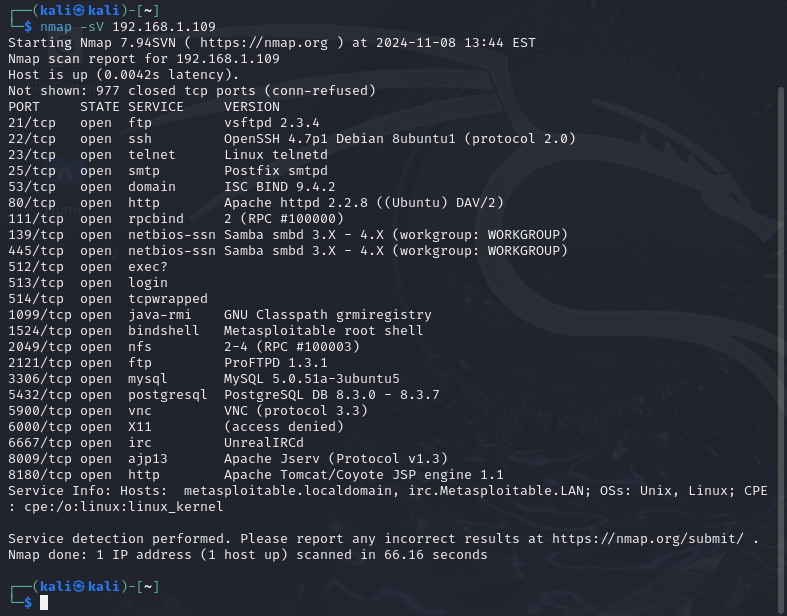 ┌──(kali㉿kali)-[~]
└─$ nmap -sV 192.168.1.109
Starting Nmap 7.94SVN ( https://nmap.org ) at 2024-11-08 13:44 EST
Nmap scan report for 192.168.1.109
Host is up (0.0042s latency).
Not shown: 977 closed tcp ports (conn-refused)
PORT     STATE SERVICE     VERSION
21/tcp   open  ftp         vsftpd 2.3.4
22/tcp   open  ssh         OpenSSH 4.7p1 Debian 8ubuntu1 (protocol 2.0)
23/tcp   open  telnet      Linux telnetd
25/tcp   open  smtp        Postfix smtpd
53/tcp   open  domain      ISC BIND 9.4.2
80/tcp   open  http        Apache httpd 2.2.8 ((Ubuntu) DAV/2)
111/tcp  open  rpcbind     2 (RPC #100000)
139/tcp  open  netbios-ssn Samba smbd 3.X - 4.X (workgroup: WORKGROUP)
445/tcp  open  netbios-ssn Samba smbd 3.X - 4.X (workgroup: WORKGROUP)
512/tcp  open  exec?
513/tcp  open  login
514/tcp  open  tcpwrapped
1099/tcp open  java-rmi    GNU Classpath grmiregistry
1524/tcp open  bindshell   Metasploitable root shell
2049/tcp open  nfs         2-4 (RPC #100003)
2121/tcp open  ftp         ProFTPD 1.3.1
3306/tcp open  mysql       MySQL 5.0.51a-3ubuntu5
5432/tcp open  postgresql  PostgreSQL DB 8.3.0 - 8.3.7
5900/tcp open  vnc         VNC (protocol 3.3)
6000/tcp open  X11         (access denied)
6667/tcp open  irc         UnrealIRCd
8009/tcp open  ajp13       Apache Jserv (Protocol v1.3)
8180/tcp open  http        Apache Tomcat/Coyote JSP engine 1.1
Service Info: Hosts:  metasploitable.localdomain, irc.Metasploitable.LAN; OSs: Unix, Linux; CPE
: cpe:/o:linux:linux_kernel
Service detection performed. Please report any incorrect results at https://nmap.org/submit/ .
Nmap done: 1 IP address (1 host up) scanned in 66.16 seconds
┌──(kali㉿kali)-[~]
└─$